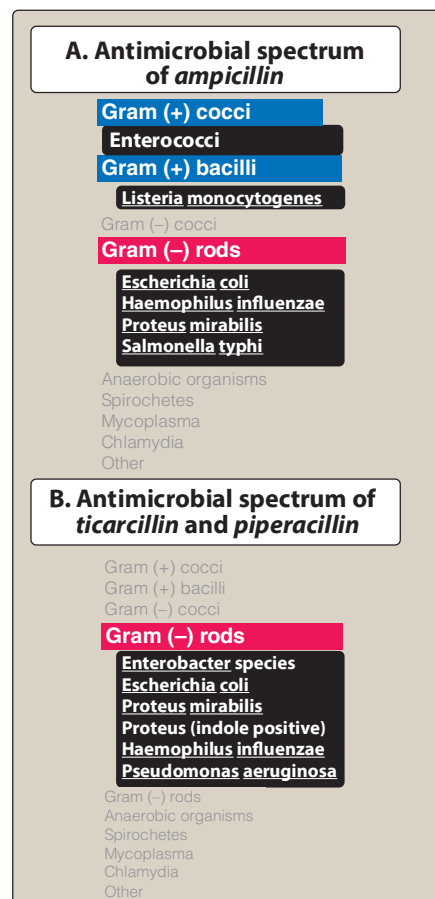 A. Antimicrobial spectrum
of ampicillin
Gram (+) cocci
Enterococci
Gram (+) bacilli
Listeria monocytogenes
Gram (–) cocci
Gram (–) rods
Escherichia coli
Haemophilus influenzae
Proteus mirabilis
Salmonella typhi
Anaerobic organisms
Spirochetes
Mycoplasma
Chlamydia
Other
B. Antimicrobial spectrum of
ticarcillin and piperacillin
Gram (+) cocci
Gram (+) bacilli
Gram (–) cocci
Gram (–) rods
Enterobacter species
Escherichia coli
Proteus mirabilis
Proteus (indole positive)
Haemophilus influenzae
Pseudomonas aeruginosa
Gram (–) rods
Anaerobic organisms
Spirochetes
Mycoplasma
Chlamydia
Other